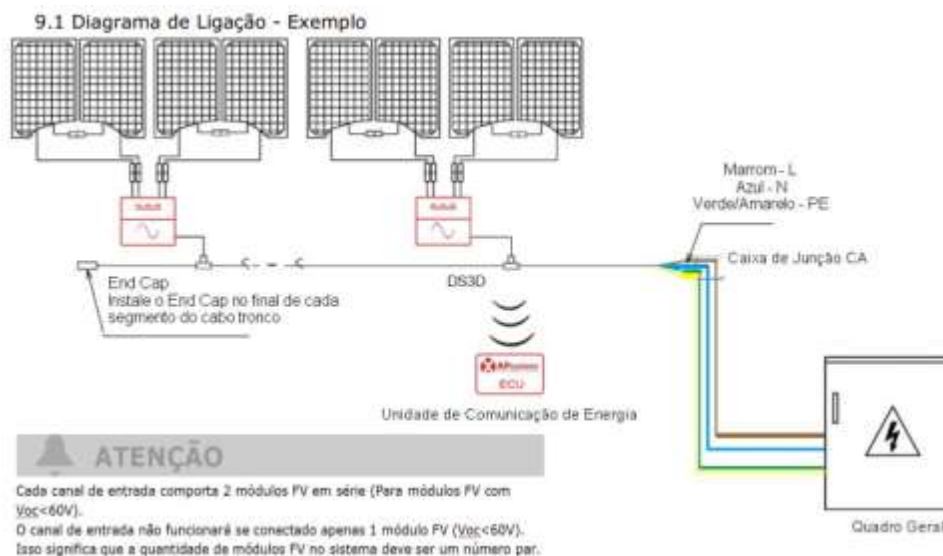 9.1 Diagrama de Ligação - Exemplo
Marrom - L
Azul - N
Verde/Amarelo - PE
Caixa de Junção CA
End Cap
Instale o End Cap no final de cada
segmento do cabo tronco
DS3D
APsystems
ECU
Unidade de Comunicação de Energia
ATENÇÃO
Cada canal de entrada comporta 2 módulos FV em série (Para módulos FV com
Voc<60V).
O canal de entrada não funcionará se conectado apenas 1 módulo FV (Voc<60V).
Isso significa que a quantidade de módulos FV no sistema deve ser um número par.
Quadro Geral